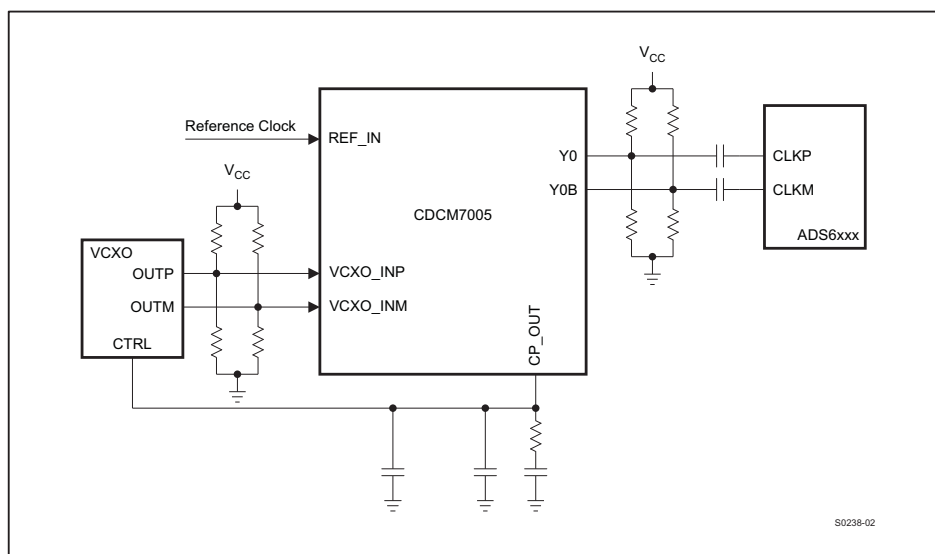 V_CC
Reference Clock
REF_IN
Y0
CLKP
V_CC
Y0B
CLKM
CDCM7005
ADS6xxx
VCXO
OUTP
VCXO_INP
OUTM
VCXO_INM
CTRL
CP_OUT
S0238-02